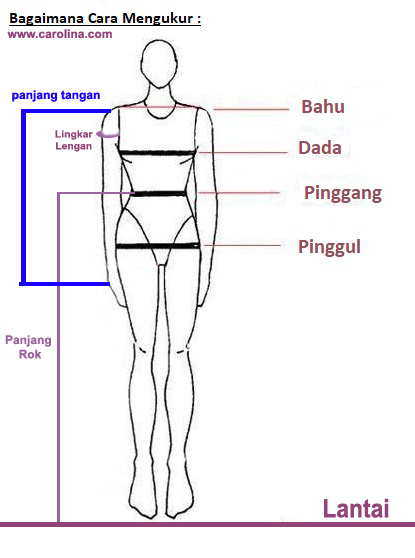 Bagaimana Cara Mengukur :
www.carolina.com
panjang tangan
Bahu
Lingkar
Lengan
Dada
Pinggang
Pinggul
Panjang
Rok
Lantai